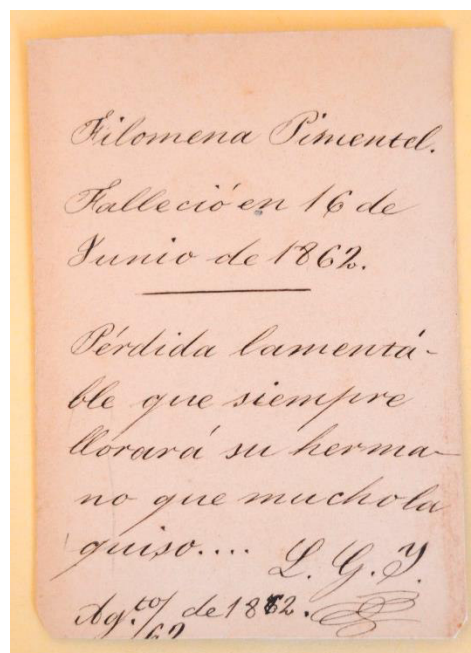 Filomena Pimentel.
Falleció en 16 de
Junio de 1862.
Pérdida lamentá-
ble que siempre
llorará su herma-
no que mucho la
quiso....
L. G. I.
Ag.to/ de 1862.
62